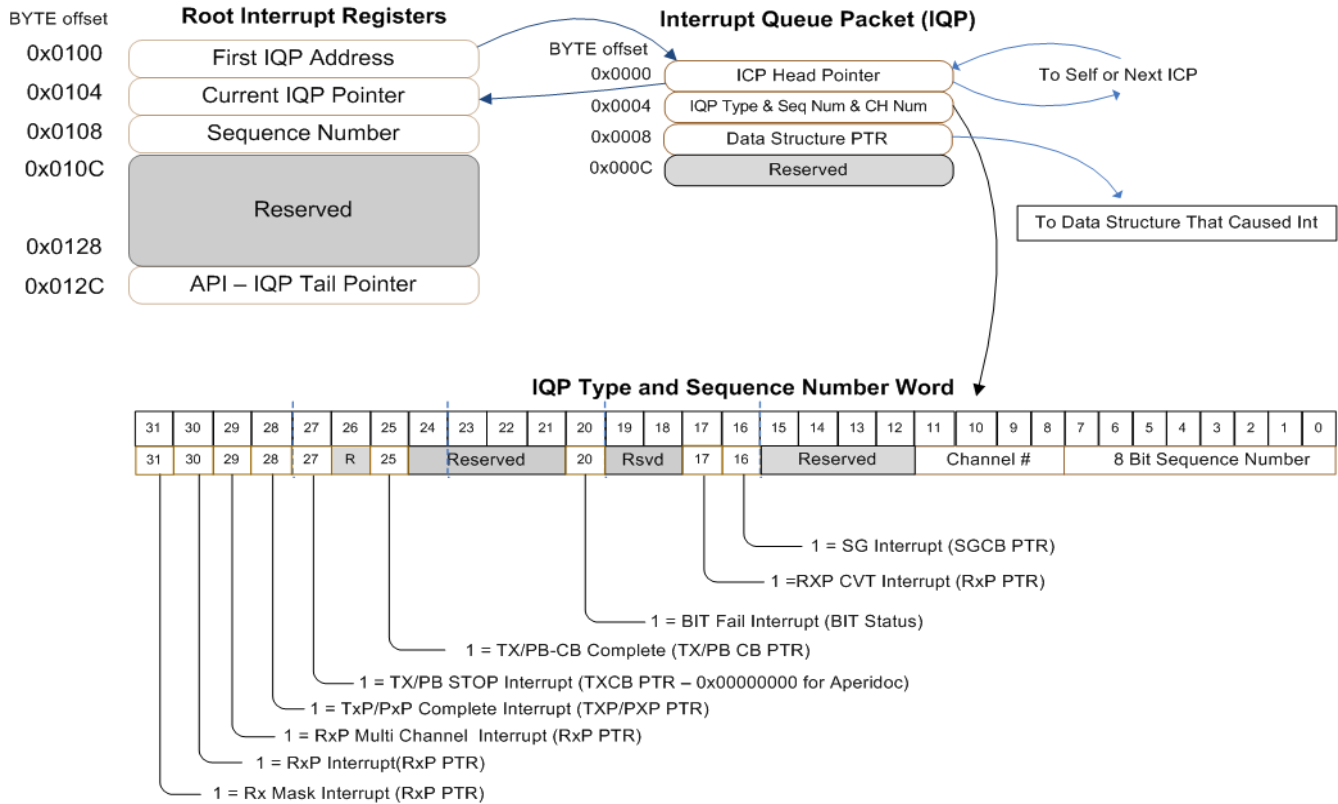 BYTE offset
Root Interrupt Registers
0x0100 First IQP Address
0x0104 Current IQP Pointer
0x0108 Sequence Number
0x010C
Reserved
0x0128
0x012C API – IQP Tail Pointer
Interrupt Queue Packet (IQP)
BYTE offset
0x0000 ICP Head Pointer
0x0004 IQP Type & Seq Num & CH Num
0x0008 Data Structure PTR
0x000C Reserved
To Self or Next ICP
To Data Structure That Caused Int
IQP Type and Sequence Number Word
31 30 29 28 27 26 25 24 23 22 21 20 19 18 17 16 15 14 13 12 11 10 9 8 7 6 5 4 3 2 1 0
31 30 29 28 27 R 25 Reserved 20 Rsvd 17 16 Reserved Channel # 8 Bit Sequence Number
1 = SG Interrupt (SGCB PTR)
1 =RXP CVT Interrupt (RxP PTR)
1 = BIT Fail Interrupt (BIT Status)
1 = TX/PB-CB Complete (TX/PB CB PTR)
1 = TX/PB STOP Interrupt (TXCB PTR – 0x00000000 for Aperidoc)
1 = TxP/PxP Complete Interrupt (TXP/PXP PTR)
1 = RxP Multi Channel Interrupt (RxP PTR)
1 = RxP Interrupt(RxP PTR)
1 = Rx Mask Interrupt (RxP PTR)